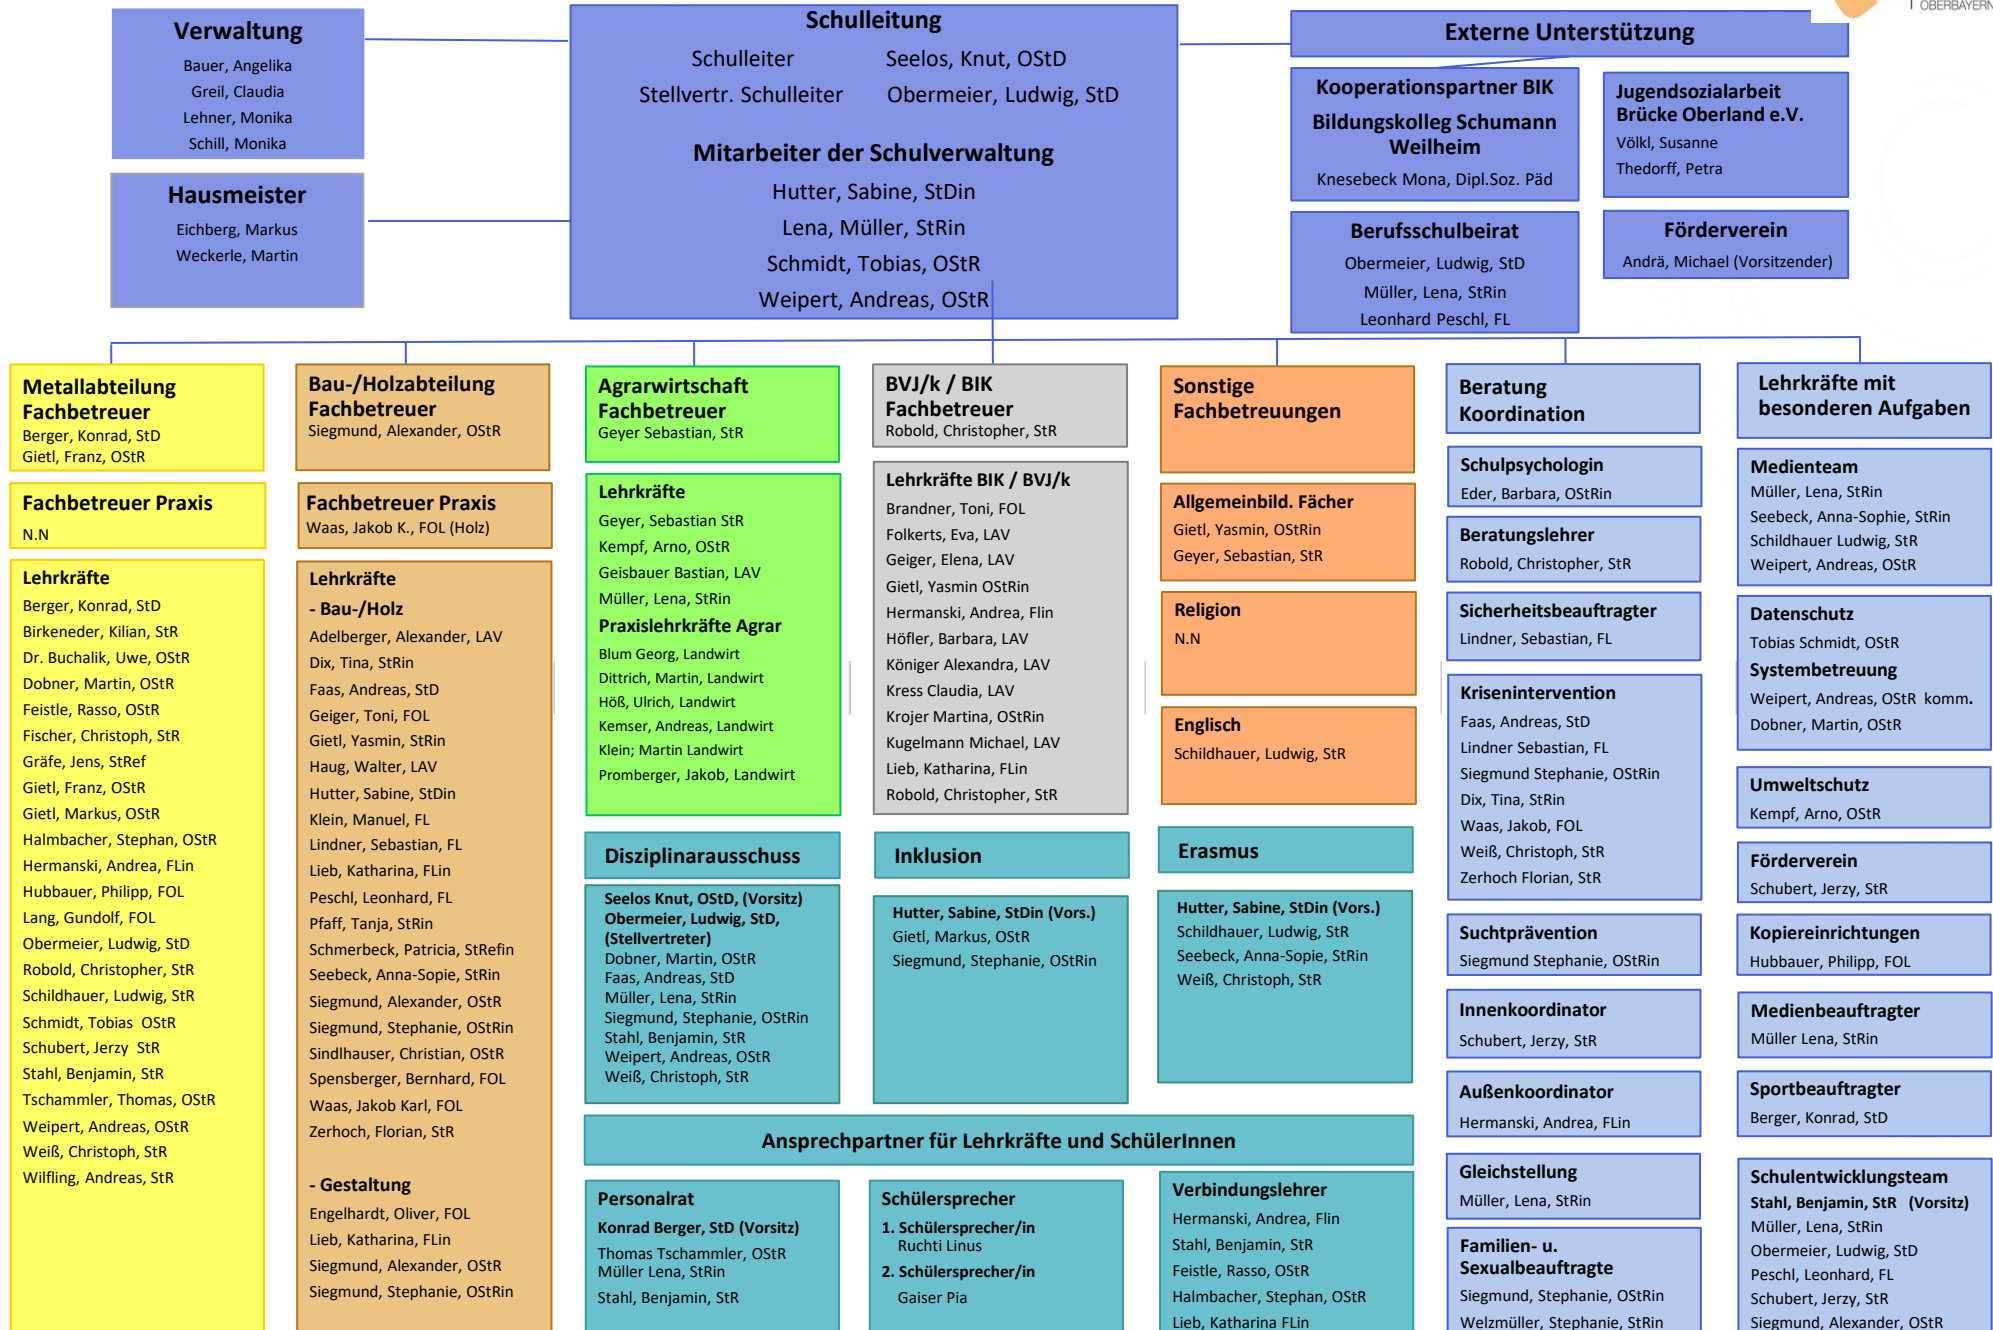 OBERBAYERN
Verwaltung
Bauer, Angelika
Greil, Claudia
Lehner, Monika
Schill, Monika
Hausmeister
Eichberg, Markus
Weckerle, Martin
Schulleitung
Schulleiter Seelos, Knut, OStD
Stellvertr. Schulleiter Obermeier, Ludwig, StD
Mitarbeiter der Schulverwaltung
Hutter, Sabine, StDin
Lena, Müller, StRin
Schmidt, Tobias, OStR
Weipert, Andreas, OStR
Externe Unterstützung
Kooperationspartner BIK
Bildungskolleg Schumann
Weilheim
Knesebeck Mona, Dipl.Soz. Päd
Jugendsozialarbeit
Brücke Oberland e.V.
Völkl, Susanne
Thedorff, Petra
Berufsschulbeirat
Obermeier, Ludwig, StD
Müller, Lena, StRin
Leonhard Peschl, FL
Förderverein
Andrä, Michael (Vorsitzender)
Metallabteilung
Fachbetreuer
Berger, Konrad, StD
Gietl, Franz, OStR
Fachbetreuer Praxis
N.N
Lehrkräfte
Berger, Konrad, StD
Birkeneder, Kilian, StR
Dr. Buchalik, Uwe, OStR
Dobner, Martin, OStR
Feistle, Rasso, OStR
Fischer, Christoph, StR
Gräfe, Jens, StRef
Gietl, Franz, OStR
Gietl, Markus, OStR
Halmbacher, Stephan, OStR
Hermanski, Andrea, FLin
Hubbauer, Philipp, FOL
Lang, Gundolf, FOL
Obermeier, Ludwig, StD
Robold, Christopher, StR
Schildhauer, Ludwig, StR
Schmidt, Tobias OStR
Schubert, Jerzy StR
Stahl, Benjamin, StR
Tschammler, Thomas, OStR
Weipert, Andreas, OStR
Weiß, Christoph, StR
Wilfling, Andreas, StR
Bau-/Holzabteilung
Fachbetreuer
Siegmund, Alexander, OStR
Fachbetreuer Praxis
Waas, Jakob K., FOL (Holz)
Lehrkräfte
- Bau-/Holz
Adelberger, Alexander, LAV
Dix, Tina, StRin
Faas, Andreas, StD
Geiger, Toni, FOL
Gietl, Yasmin, StRin
Haug, Walter, LAV
Hutter, Sabine, StDin
Klein, Manuel, FL
Lindner, Sebastian, FL
Lieb, Katharina, FLin
Peschl, Leonhard, FL
Pfaff, Tanja, StRin
Schmerbeck, Patricia, StRefin
Seebeck, Anna-Sopie, StRin
Siegmund, Alexander, OStR
Siegmund, Stephanie, OStRin
Sindlhauser, Christian, OStR
Spensberger, Bernhard, FOL
Waas, Jakob Karl, FOL
Zerhoch, Florian, StR
- Gestaltung
Engelhardt, Oliver, FOL
Lieb, Katharina, FLin
Siegmund, Alexander, OStR
Siegmund, Stephanie, OStRin
Agrarwirtschaft
Fachbetreuer
Geyer Sebastian, StR
Lehrkräfte
Geyer, Sebastian StR
Kempf, Arno, OStR
Geisbauer Bastian, LAV
Müller, Lena, StRin
Praxislehrkräfte Agrar
Blum Georg, Landwirt
Dittrich, Martin, Landwirt
Höß, Ulrich, Landwirt
Kemser, Andreas, Landwirt
Klein; Martin Landwirt
Promberger, Jakob, Landwirt
BVJ/k / BIK
Fachbetreuer
Robold, Christopher, StR
Lehrkräfte BIK / BVJ/k
Brandner, Toni, FOL
Folkerts, Eva, LAV
Geiger, Elena, LAV
Gietl, Yasmin OStRin
Hermanski, Andrea, Flin
Höfler, Barbara, LAV
Königer Alexandra, LAV
Kress Claudia, LAV
Krojer Martina, OStRin
Kugelmann Michael, LAV
Lieb, Katharina, FLin
Robold, Christopher, StR
Sonstige
Fachbetreuungen
Allgemeinbild. Fächer
Gietl, Yasmin, OStRin
Geyer, Sebastian, StR
Religion
N.N
Englisch
Schildhauer, Ludwig, StR
Disziplinarausschuss
Seelos Knut, OStD, (Vorsitz)
Obermeier, Ludwig, StD,
(Stellvertreter)
Dobner, Martin, OStR
Faas, Andreas, StD
Müller, Lena, StRin
Siegmund, Stephanie, OStRin
Stahl, Benjamin, StR
Weipert, Andreas, OStR
Weiß, Christoph, StR
Inklusion
Hutter, Sabine, StDin (Vors.)
Gietl, Markus, OStR
Siegmund, Stephanie, OStRin
Erasmus
Hutter, Sabine, StDin (Vors.)
Schildhauer, Ludwig, StR
Seebeck, Anna-Sopie, StRin
Weiß, Christoph, StR
Ansprechpartner für Lehrkräfte und SchülerInnen
Personalrat
Konrad Berger, StD (Vorsitz)
Thomas Tschammler, OStR
Müller Lena, StRin
Stahl, Benjamin, StR
Schülersprecher
1. Schülersprecher/in
Ruchti Linus
2. Schülersprecher/in
Gaiser Pia
Verbindungslehrer
Hermanski, Andrea, Flin
Stahl, Benjamin, StR
Feistle, Rasso, OStR
Halmbacher, Stephan, OStR
Lieb, Katharina FLin
Beratung
Koordination
Schulpsychologin
Eder, Barbara, OStRin
Beratungslehrer
Robold, Christopher, StR
Sicherheitsbeauftragter
Lindner, Sebastian, FL
Krisenintervention
Faas, Andreas, StD
Lindner Sebastian, FL
Siegmund Stephanie, OStRin
Dix, Tina, StRin
Waas, Jakob, FOL
Weiß, Christoph, StR
Zerhoch Florian, StR
Suchtprävention
Siegmund Stephanie, OStRin
Innenkoordinator
Schubert, Jerzy, StR
Außenkoordinator
Hermanski, Andrea, FLin
Gleichstellung
Müller, Lena, StRin
Familien- u.
Sexualbeauftragte
Siegmund, Stephanie, OStRin
Welzmüller, Stephanie, StRin
Lehrkräfte mit
besonderen Aufgaben
Medienteam
Müller, Lena, StRin
Seebeck, Anna-Sophie, StRin
Schildhauer Ludwig, StR
Weipert, Andreas, OStR
Datenschutz
Tobias Schmidt, OStR
Systembetreuung
Weipert, Andreas, OStR komm.
Dobner, Martin, OStR
Umweltschutz
Kempf, Arno, OStR
Förderverein
Schubert, Jerzy, StR
Kopiereinrichtungen
Hubbauer, Philipp, FOL
Medienbeauftragter
Müller Lena, StRin
Sportbeauftragter
Berger, Konrad, StD
Schulentwicklungsteam
Stahl, Benjamin, StR (Vorsitz)
Müller, Lena, StRin
Obermeier, Ludwig, StD
Peschl, Leonhard, FL
Schubert, Jerzy, StR
Siegmund, Alexander, OStR